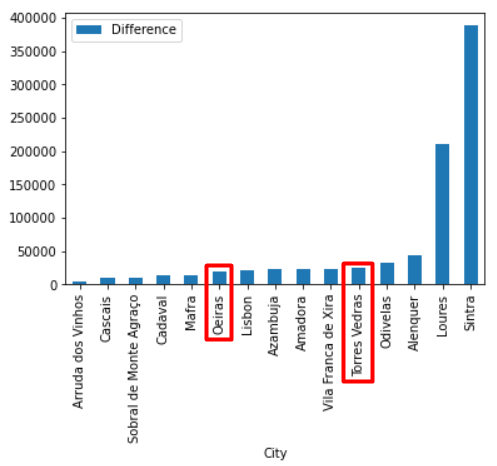 400000
350000
300000
250000
200000
150000
100000
50000
0
Difference
Arruda dos Vinhos
Cascais
Sobral de Monte Agraço
Cadaval
Mafra
Oeiras
Lisbon
Azambuja
Amadora
Vila Franca de Xira
Torres Vedras
Odivelas
Alenquer
Loures
Sintra
City